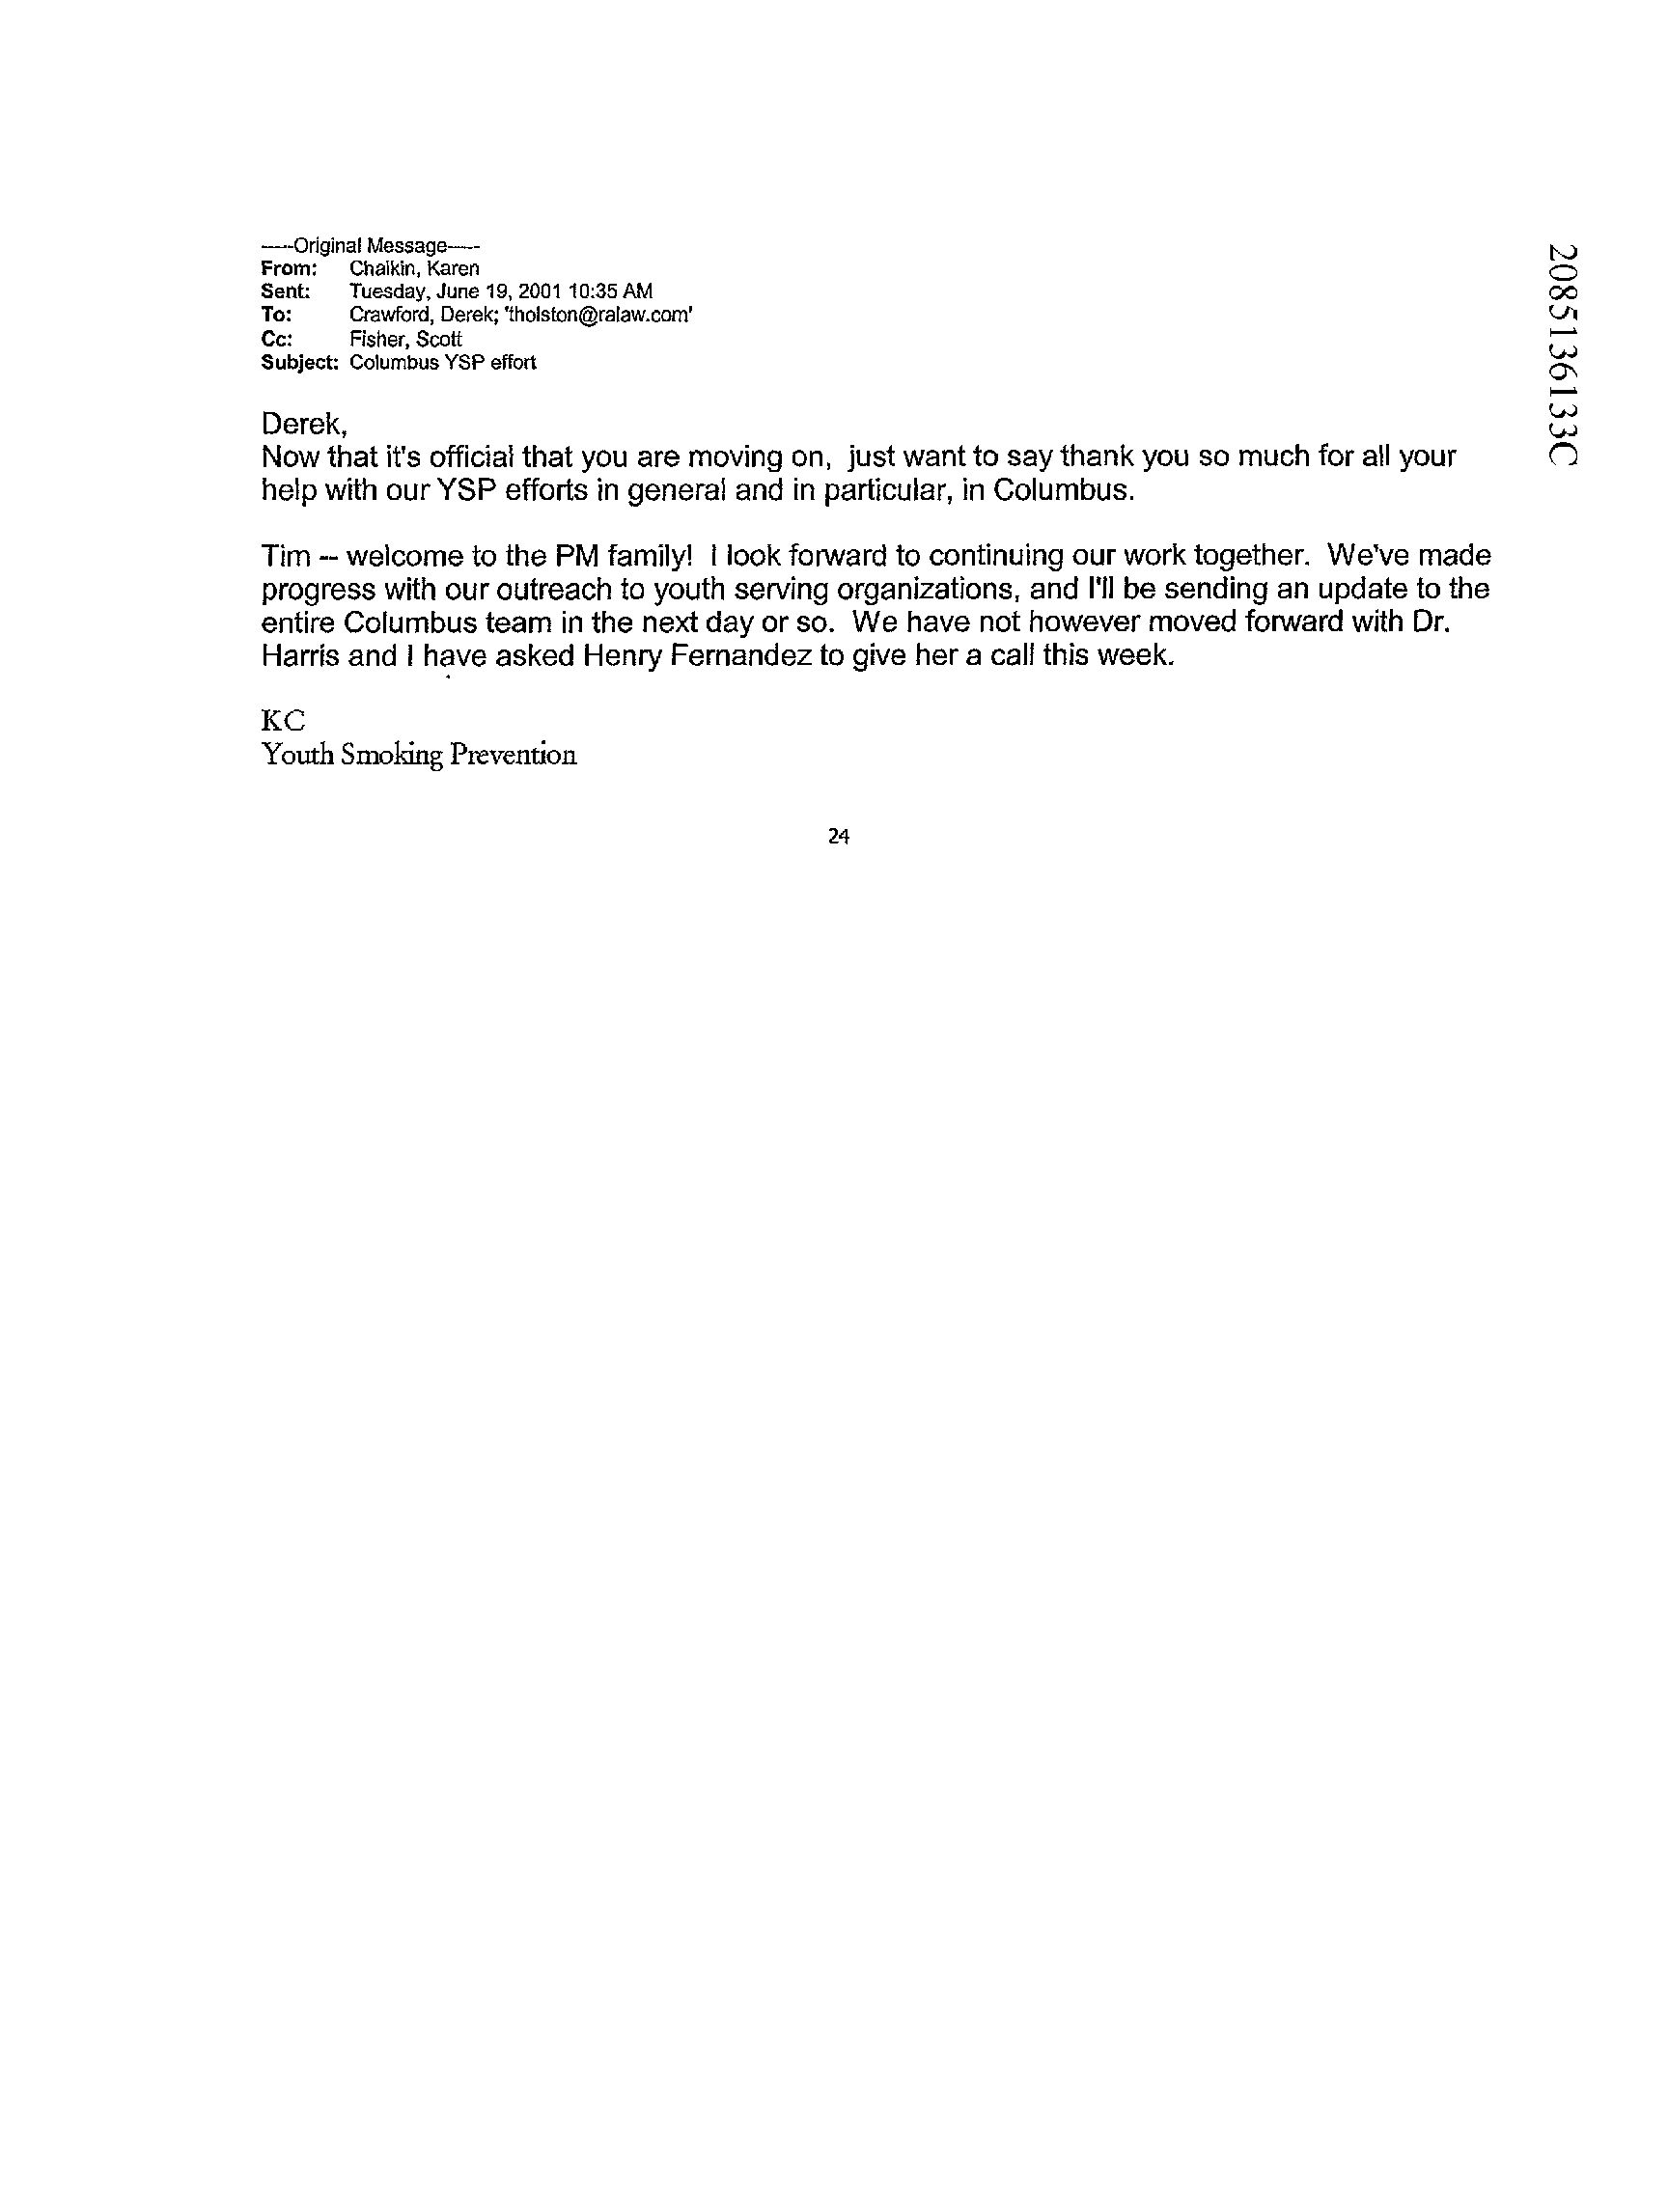 -----Original Message-----
From: Chaikin, Karen
Sent: Tuesday, June 19, 2001 10:35 AM
To: Crawford, Derek; 'tholston@ralaw.com'
Cc: Fisher, Scott
Subject: Columbus YSP effort
Derek,
Now that it's official that you are moving on, just want to say thank you so much for all your
help with our YSP efforts in general and in particular, in Columbus.
Tim -- welcome to the PM family! I look forward to continuing our work together. We've made
progress with our outreach to youth serving organizations, and I'll be sending an update to the
entire Columbus team in the next day or so. We have not however moved forward with Dr.
Harris and I have asked Henry Fernandez to give her a call this week.
KC
Youth Smoking Prevention
24
2085136133C